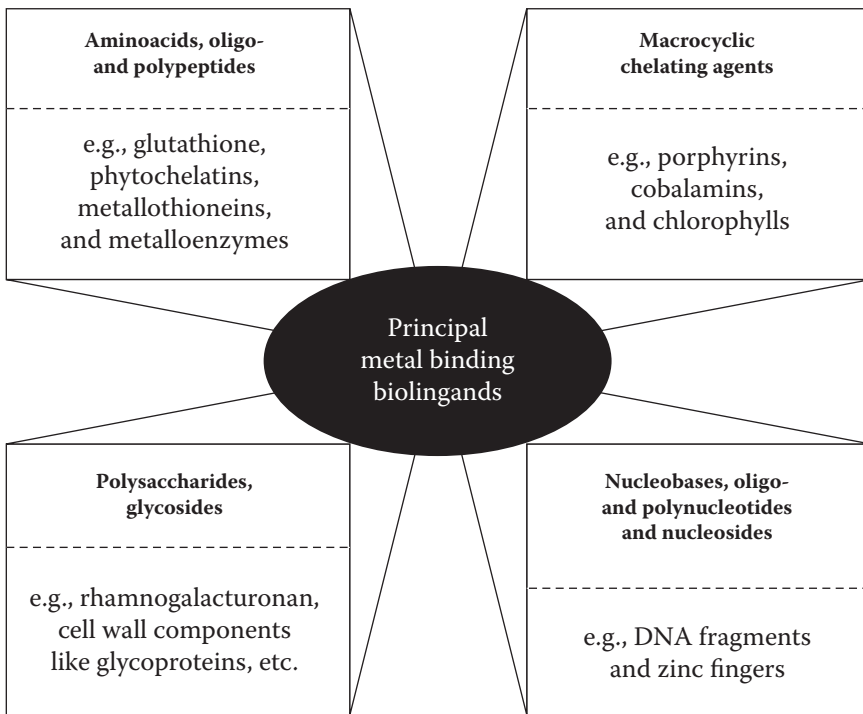 Aminoacids, oligo-
and polypeptides
e.g., glutathione,
phytochelatins,
metallothioneins,
and metalloenzymes
Macrocyclic
chelating agents
e.g., porphyrins,
cobalamins,
and chlorophylls
Principal
metal binding
biolingands
Polysaccharides,
glycosides
e.g., rhamnogalacturonan,
cell wall components
like glycoproteins, etc.
Nucleobases, oligo-
and polynucleotides
and nucleosides
e.g., DNA fragments
and zinc fingers